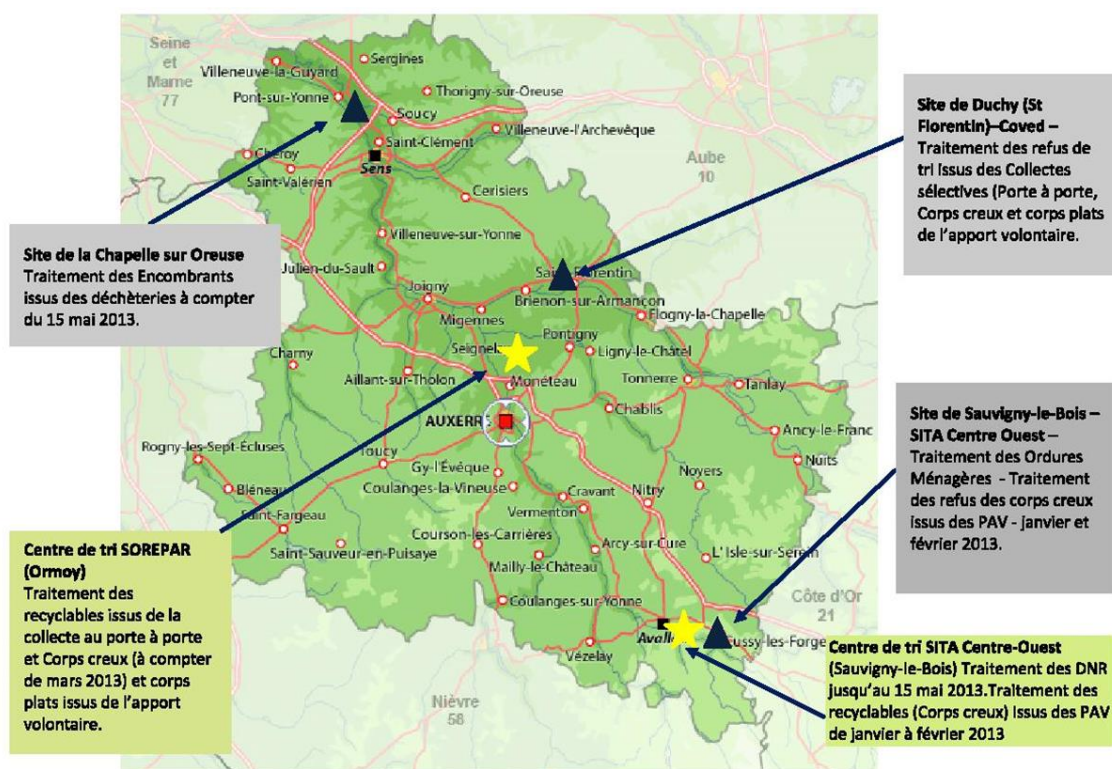 Seine
et
Marne
77
Sergines
Villeneuve-la-Guyard
Pont-sur-Yonne
Thorigny-sur-Oreuse
Soucy
Villeneuve-l'Archevêque
Saint-Clément
Chéroy
Sens
Saint-Valérien
Aube
10
Cerisiers
Villeneuve-sur-Yonne
Julien-du-Sault
Joigny
Brienon-sur-Armançon
Migennes
Flogny-la-Chapelle
Pontigny
Ligny-le-Châtel
Charny
Aillant-sur-Tholon
Monéteau
Tonnerre
Tanlay
Chablis
AUXERRE
Ancy-le-Franc
Rogny-les-Sept-Écluses
Toucy
Nuits
Gy-l'Évêque
Noyers
Bléneau
Coulanges-la-Vineuse
Cravant
Nitry
Saint-Fargeau
Vermenton
Courson-les-Carrières
Arcy-sur-Cure
Saint-Sauveur-en-Puisaye
L'Isle-sur-Serein
Mailly-le-Château
Coulanges-sur-Yonne
Côte d'Or
21
Vézelay
Nièvre
58
Site de la Chapelle sur Oreuse
Traitement des Encombrants
issus des déchèteries à compter
du 15 mai 2013.
Centre de tri SOREPAR
(Ormoy)
Traitement des
recyclables issus de la
collecte au porte à porte
et Corps creux (à compter
de mars 2013) et corps
plats issus de l'apport
volontaire.
Site de Duchy (St
Florentin)–Coved –
Traitement des refus de
tri issus des Collectes
sélectives (Porte à porte,
Corps creux et corps plats
de l'apport volontaire.
Site de Sauvigny-le-Bois –
SITA Centre Ouest –
Traitement des Ordures
Ménagères - Traitement
des refus des corps creux
issus des PAV - janvier et
février 2013.
Centre de tri SITA Centre-Ouest
(Sauvigny-le-Bois) Traitement des DNR
jusqu'au 15 mai 2013.Traitement des
recyclables (Corps creux) issus des PAV
de janvier à février 2013